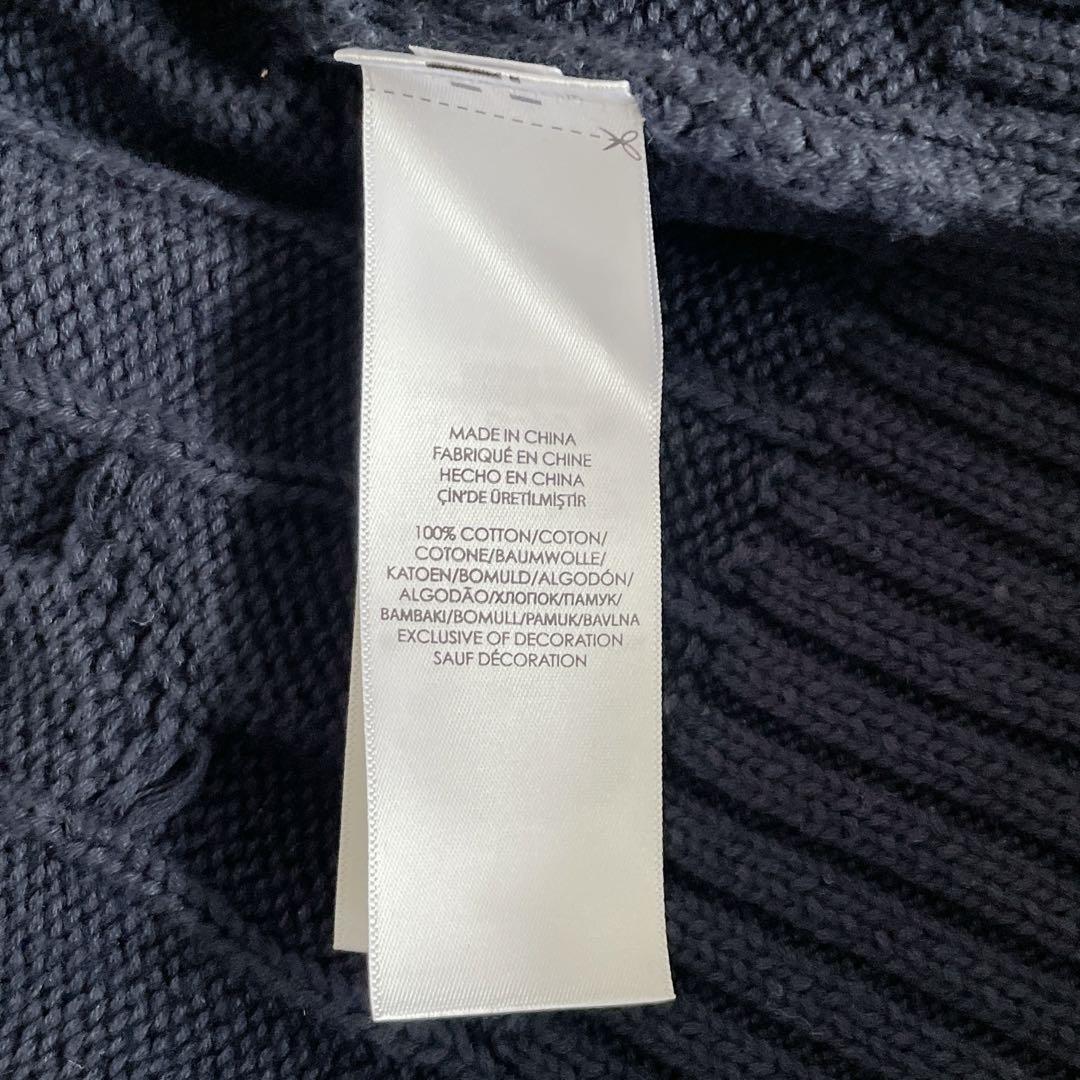 MADE IN CHINA
FABRIQUÉ EN CHINE
HECHO EN CHINA
ÇİN'DE ÜRETİLMİŞTİR
100% COTTON/COTON/
COTONE/BAUMWOLLE/
KATOEN/BOMULD/ALGODÓN/
ALGODÃO/ХЛОПОК/ПАМУК/
BAMBAKI/BOMULL/PAMUK/BAVLNA
EXCLUSIVE OF DECORATION
SAUF DÉCORATION